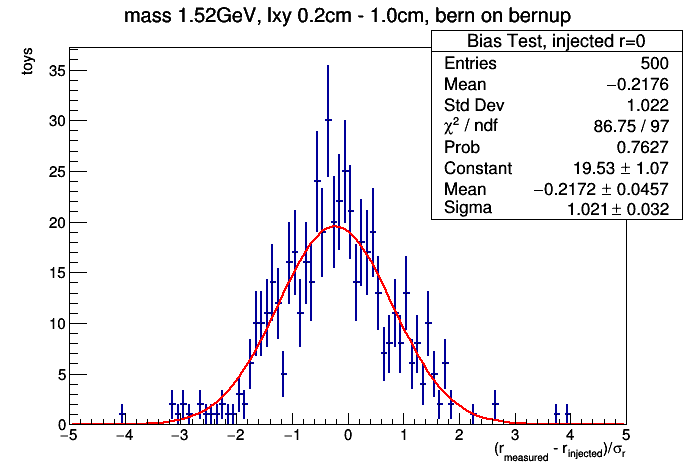 mass 1.52GeV, lxy 0.2cm - 1.0cm, bern on bernup
toys
Bias Test, injected r=0
Entries 500
Mean −0.2176
Std Dev 1.022
χ² / ndf 86.75 / 97
Prob 0.7627
Constant 19.53 ± 1.07
Mean −0.2172 ± 0.0457
Sigma 1.021 ± 0.032
35
30
25
20
15
10
5
0
−5 −4 −3 −2 −1 0 1 2 3 4 5
(r_measured - r_injected)/σ_r